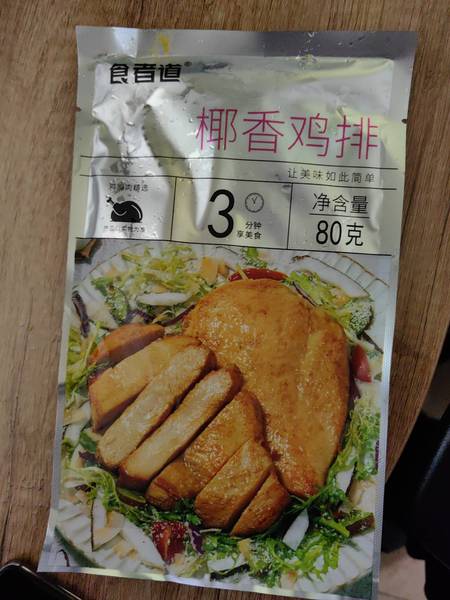 食者道®
椰香鸡排
让美味如此简单
3
分钟
享美食
净含量
80克